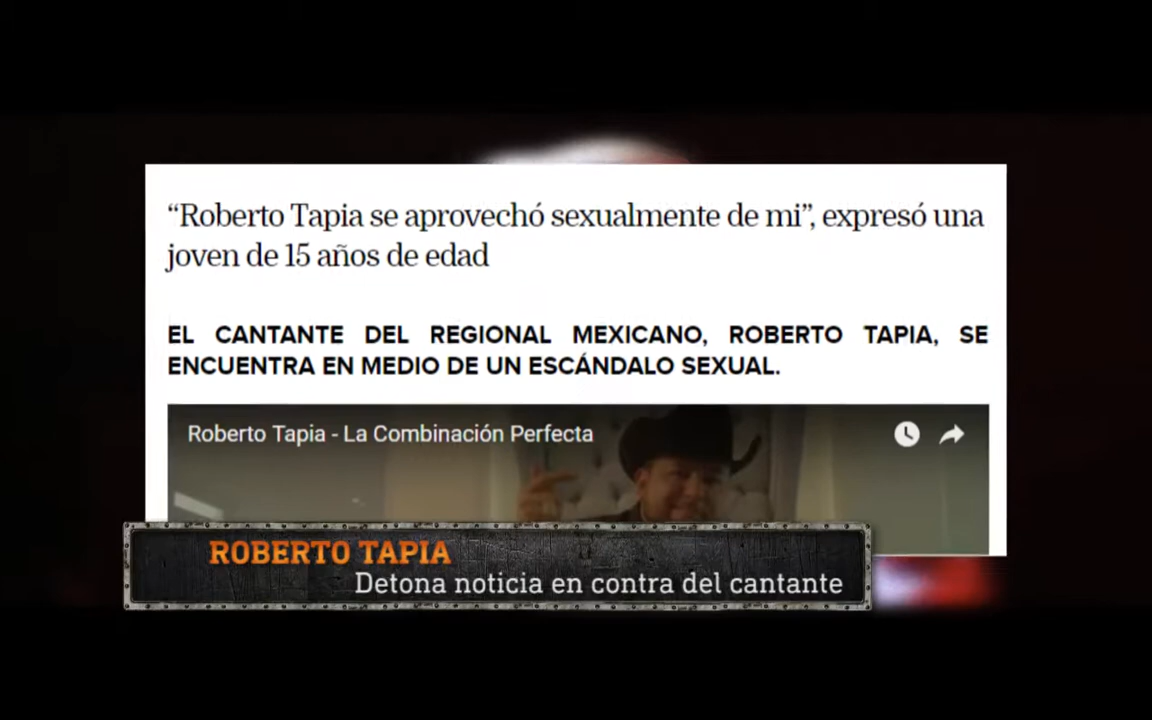 “Roberto Tapia se aprovechó sexualmente de mi”, expresó una
joven de 15 años de edad
EL CANTANTE DEL REGIONAL MEXICANO, ROBERTO TAPIA, SE
ENCUENTRA EN MEDIO DE UN ESCÁNDALO SEXUAL.
Roberto Tapia - La Combinación Perfecta
ROBERTO TAPIA
Detona noticia en contra del cantante